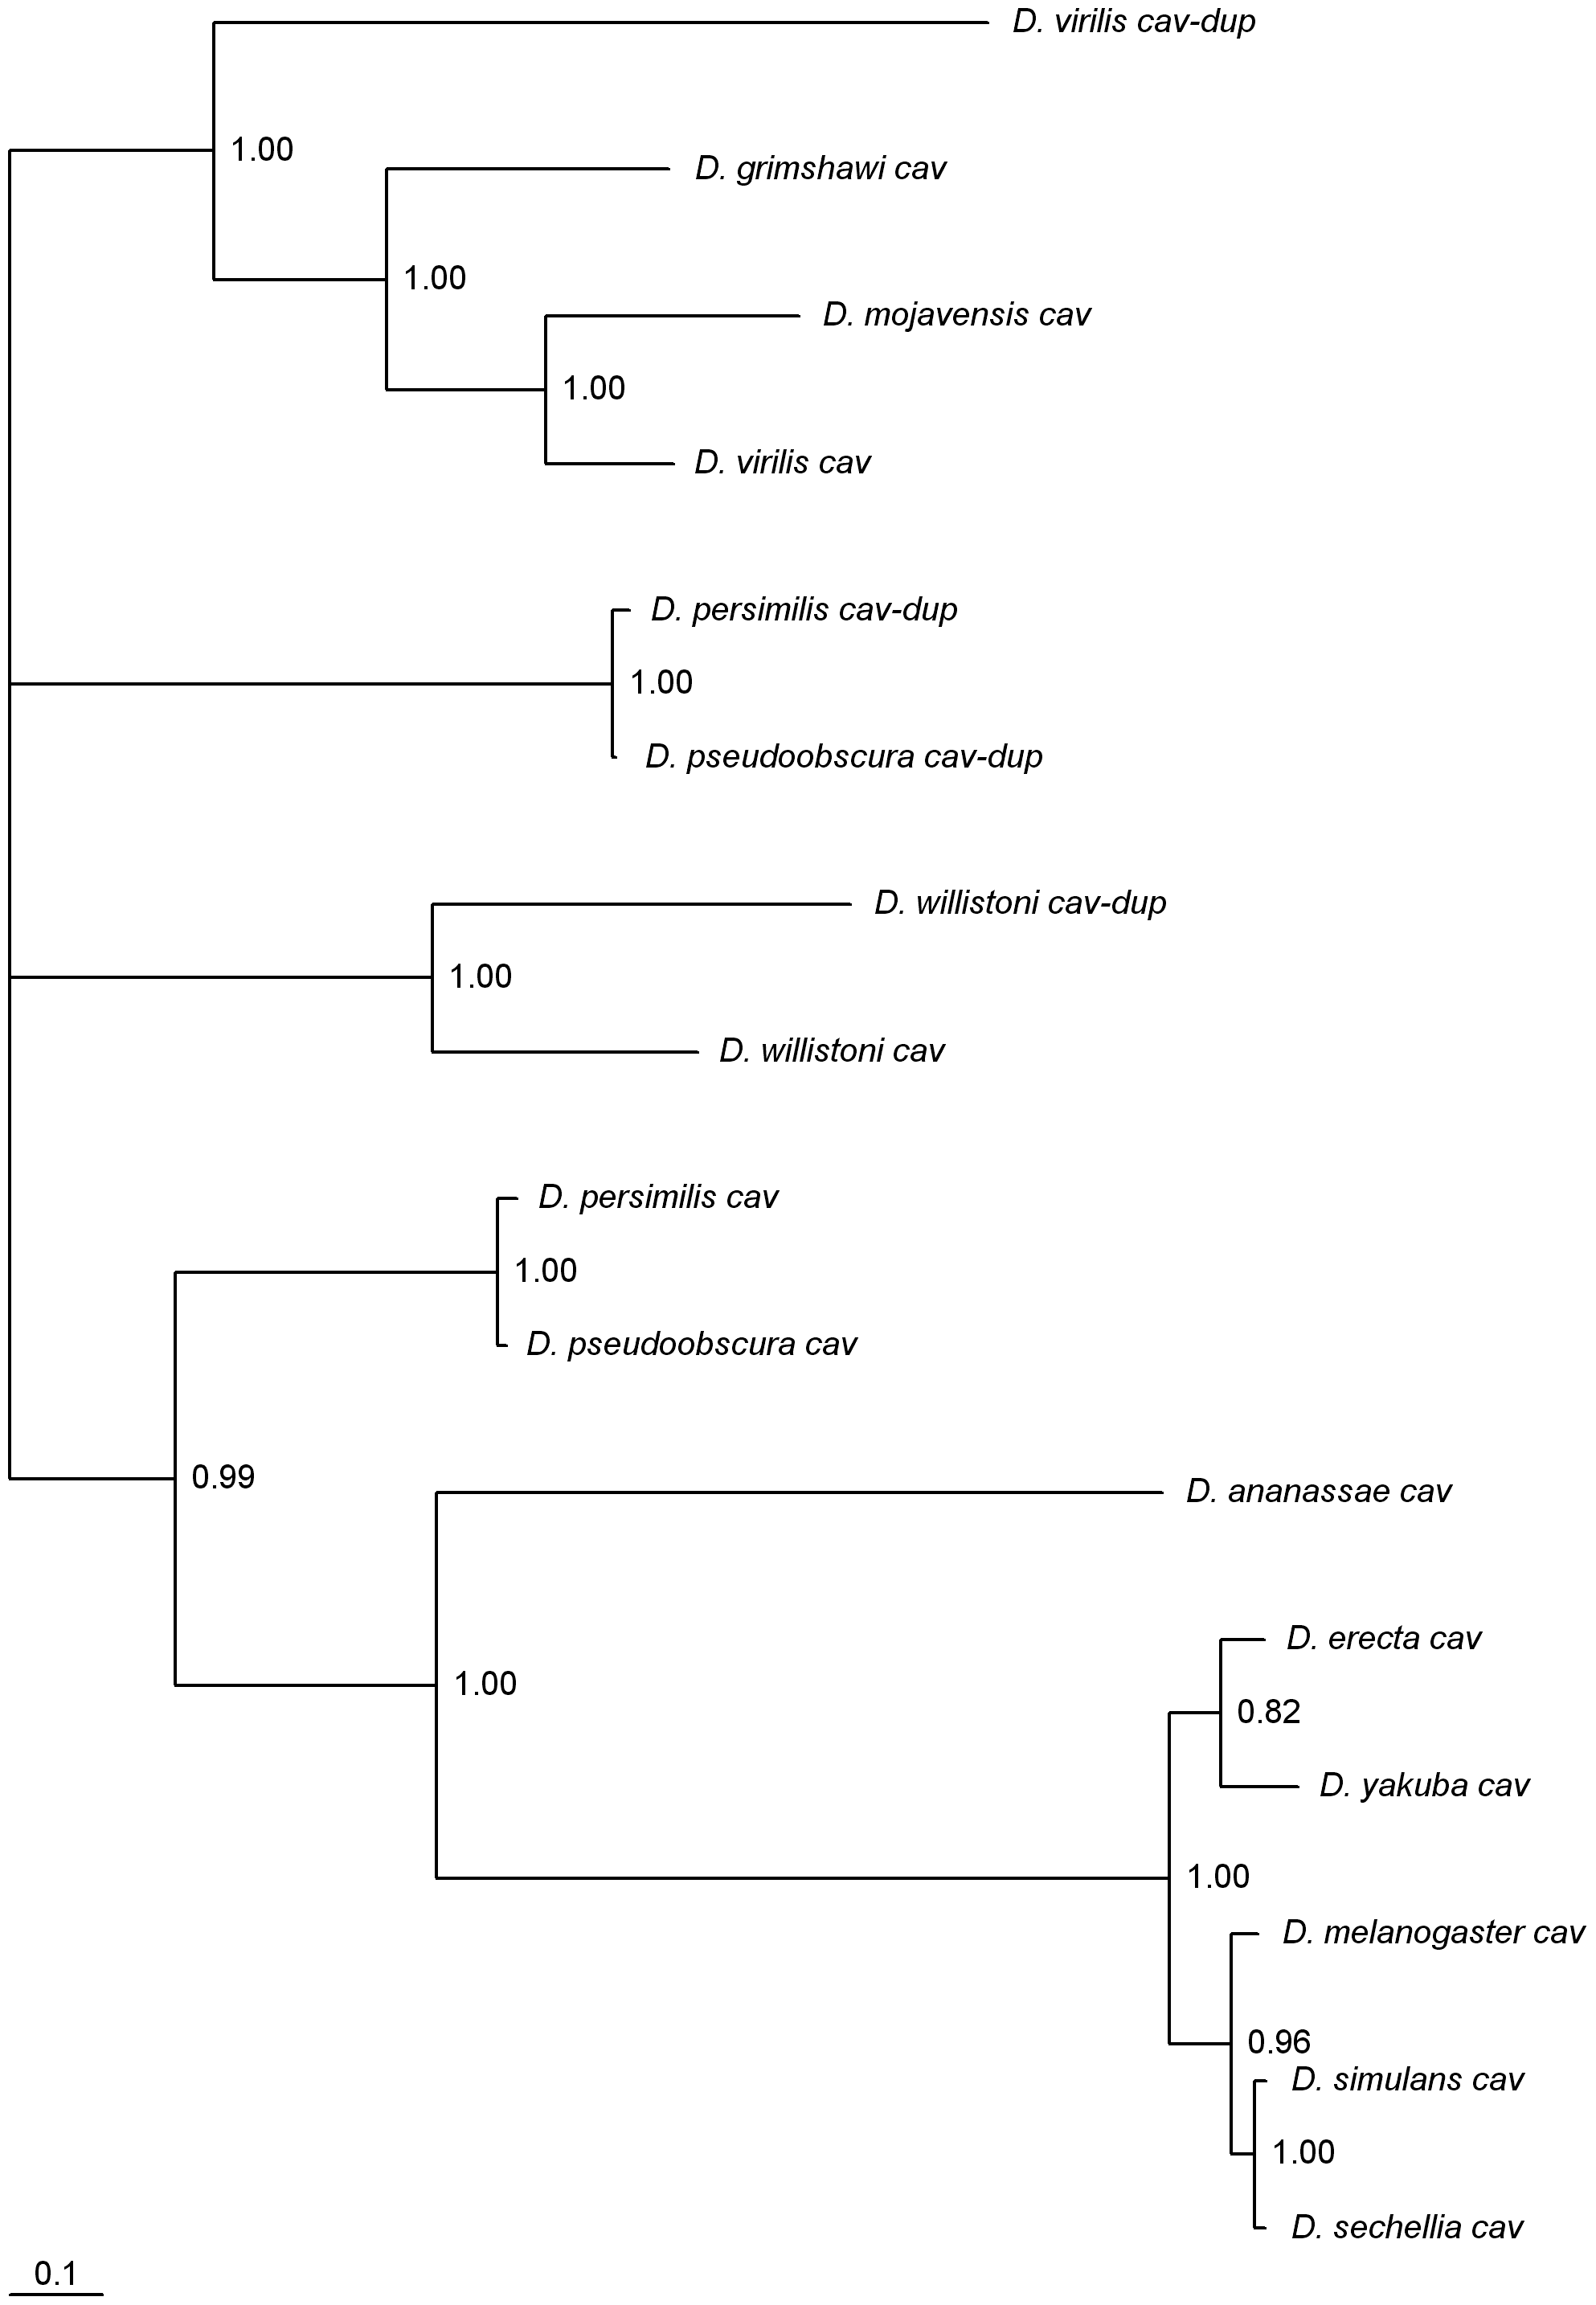 D. virilis cav-dup
1.00
D. grimshawi cav
1.00
D. mojavensis cav
1.00
D. virilis cav
D. persimilis cav-dup
1.00
D. pseudoobscura cav-dup
D. willistoni cav-dup
1.00
D. willistoni cav
D. persimilis cav
1.00
D. pseudoobscura cav
0.99
D. ananassae cav
D. erecta cav
1.00
0.82
D. yakuba cav
1.00
D. melanogaster cav
0.96
D. simulans cav
1.00
D. sechellia cav
0.1